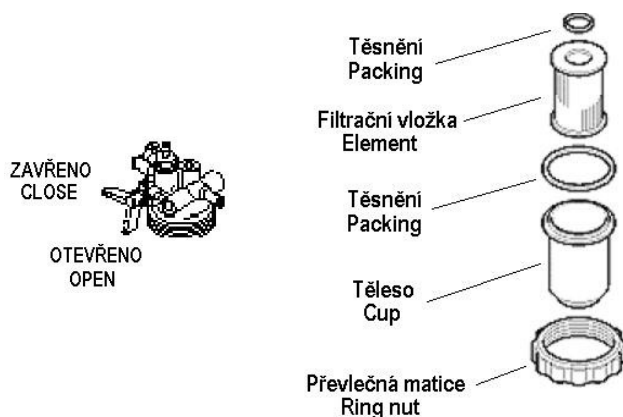 Těsnění
Packing
Filtrační vložka
Element
ZAVŘENO
CLOSE
Těsnění
Packing
OTEVŘENO
OPEN
Těleso
Cup
Převlečná matice
Ring nut